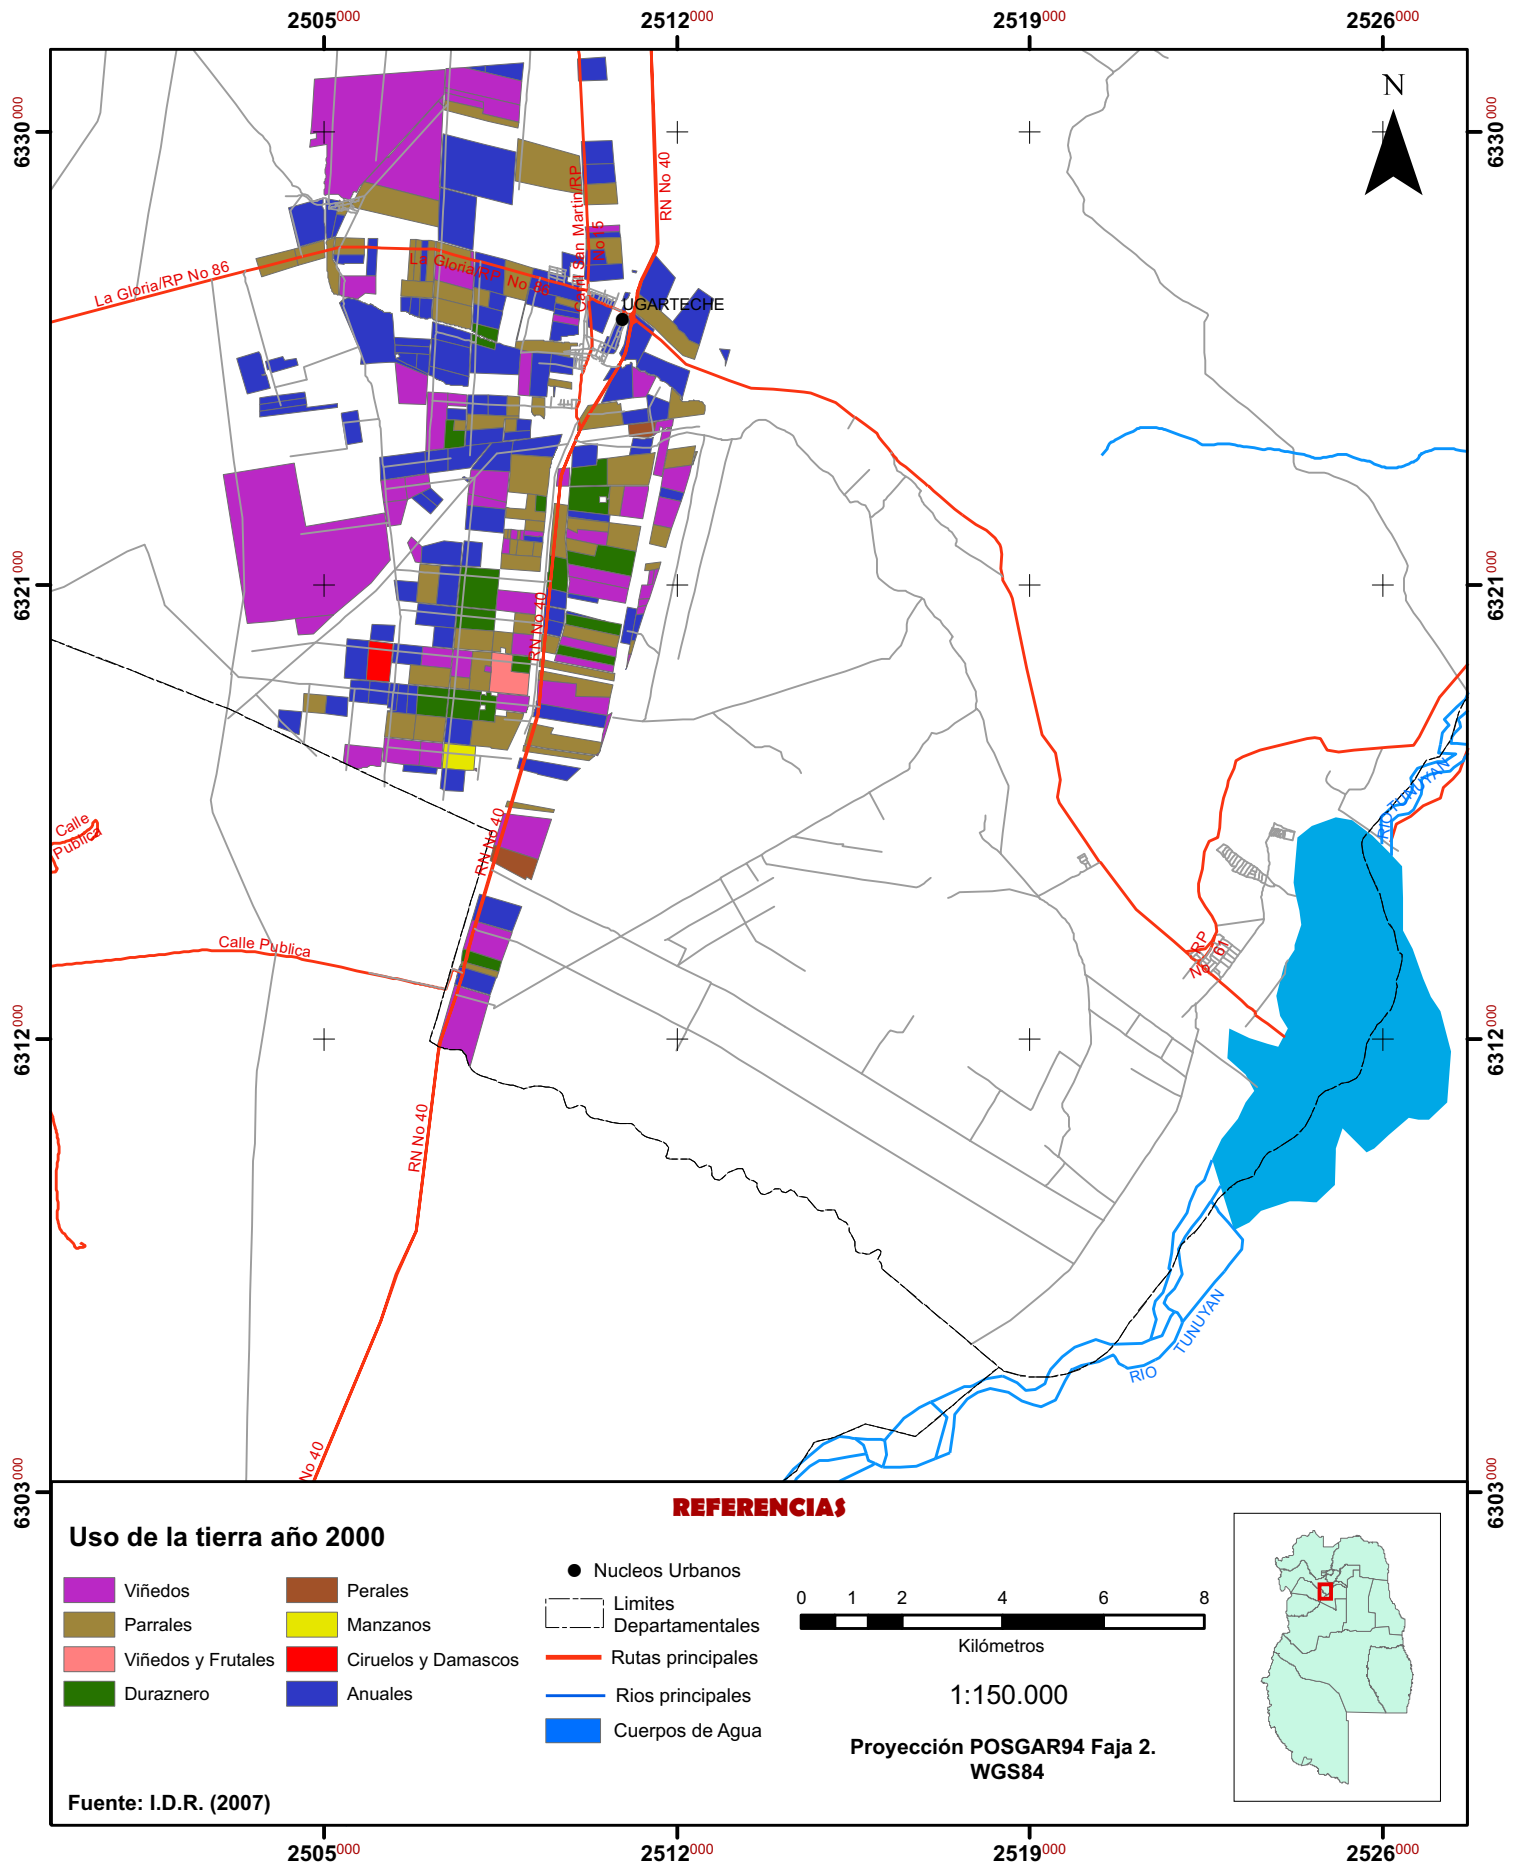 2505000
2512000
2519000
2526000
N
6330000
6330000
RN No 40
Carril San Martin/RP
No 15
La Gloria/RP No 86
La Gloria/RP No 86
UGARTECHE
6321000
6321000
RN No 40
RIO TUNUYAN
Calle
Publica
RN No 40
Calle Publica
RP
No 61
6312000
6312000
RN No 40
TUNUYAN
RIO
No 40
6303000
6303000
REFERENCIAS
Uso de la tierra año 2000
Viñedos
Parrales
Viñedos y Frutales
Duraznero
Perales
Manzanos
Ciruelos y Damascos
Anuales
Nucleos Urbanos
Limites
Departamentales
Rutas principales
Rios principales
Cuerpos de Agua
0 1 2 4 6 8
Kilómetros
1:150.000
Proyección POSGAR94 Faja 2.
WGS84
Fuente: I.D.R. (2007)
2505000
2512000
2519000
2526000